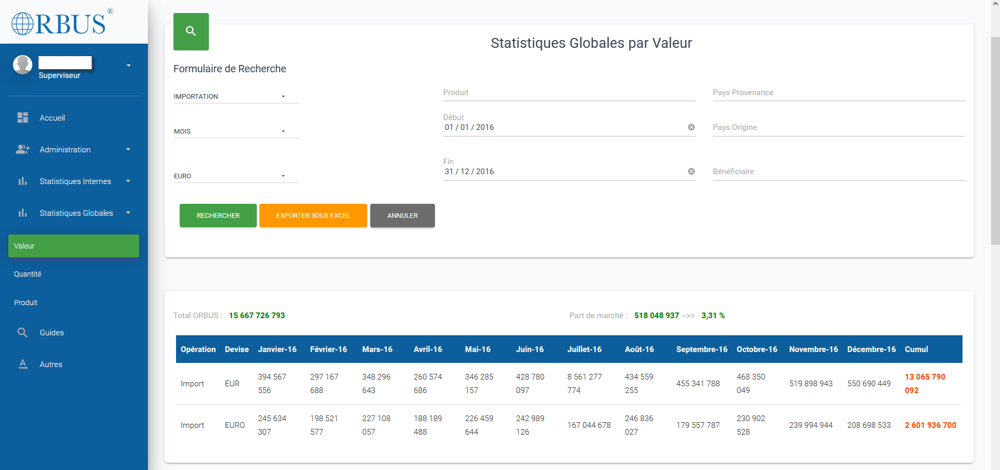 ORBUS®
Superviseur
Accueil
Administration
Statistiques Internes
Statistiques Globales
Valeur
Quantité
Produit
Guides
Autres
Statistiques Globales par Valeur
Formulaire de Recherche
IMPORTATION
Produit
Pays Provenance
MOIS
Début
01 / 01 / 2016
Pays Origine
EURO
Fin
31 / 12 / 2016
Bénéficiaire
RECHERCHER
EXPORTER SOUS EXCEL
ANNULER
Total ORBUS : 15 667 726 793
Part de marché : 518 048 937 -->> 3,31 %
Opération Devise Janvier-16 Février-16 Mars-16 Avril-16 Mai-16 Juin-16 Juillet-16 Août-16 Septembre-16 Octobre-16 Novembre-16 Décembre-16 Cumul
Import EUR 394 567 556 297 167 688 348 296 643 260 574 686 346 285 157 428 780 097 8 561 277 774 434 559 255 455 341 788 468 350 049 519 898 943 550 690 449 13 065 790 092
Import EURO 245 634 307 198 521 577 227 108 057 188 189 488 226 459 644 242 989 126 167 044 678 246 836 027 179 557 787 230 902 528 239 994 944 208 698 533 2 601 936 700